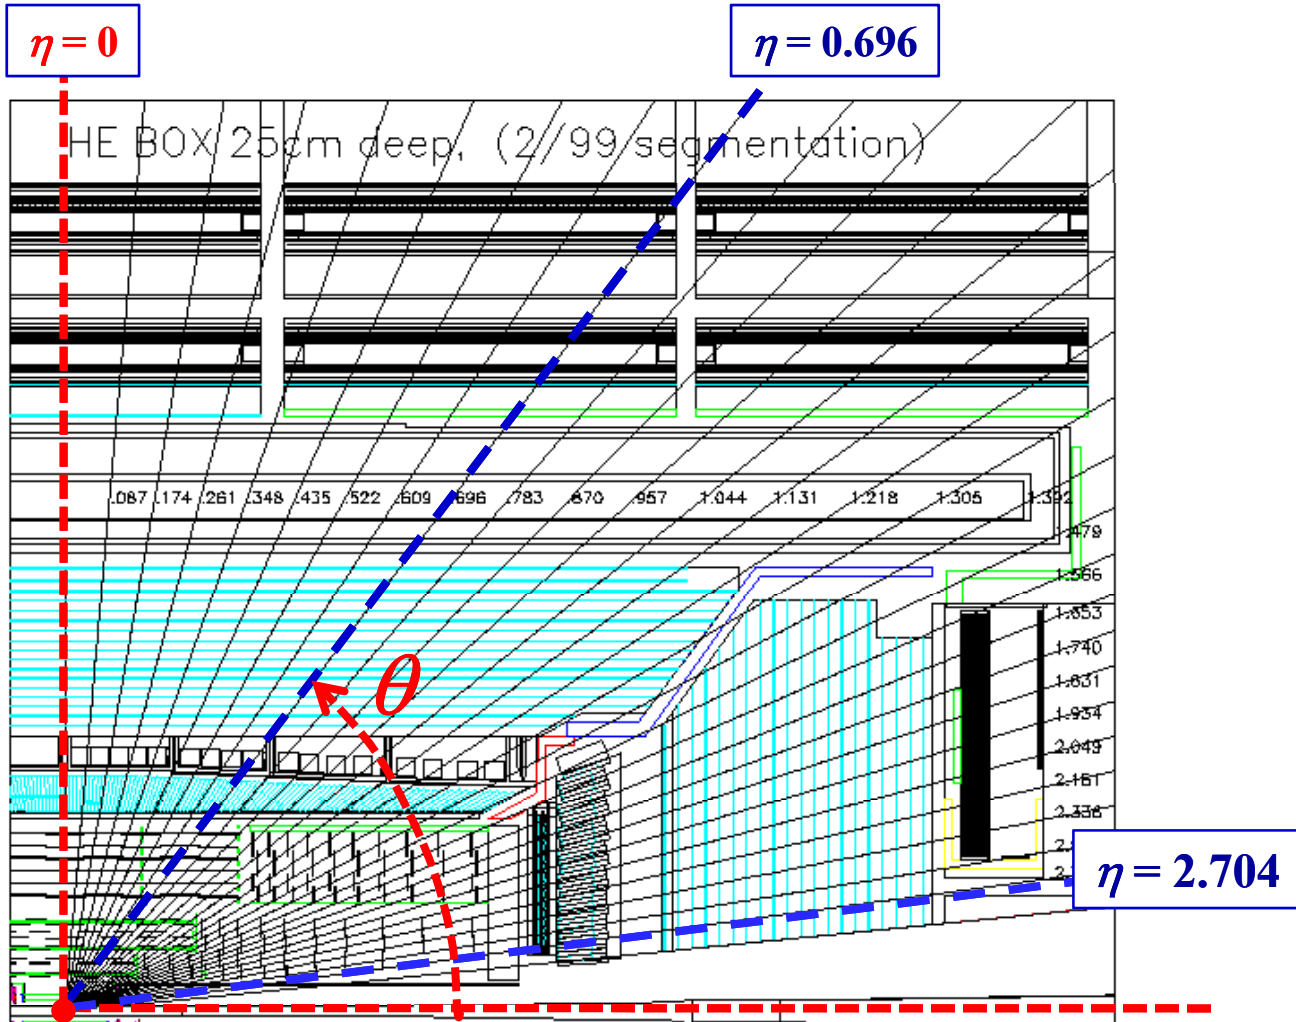 η = 0
η = 0.696
HE BOX 25cm deep, (2/99 segmentation)
.087 .174 .261 .348 .435 .522 .609 .696 .783 .870 .957 1.044 1.131 1.218 1.305 1.392
1.479
1.566
1.653
1.740
1.831
1.934
2.049
2.161
2.336
η = 2.704
θ